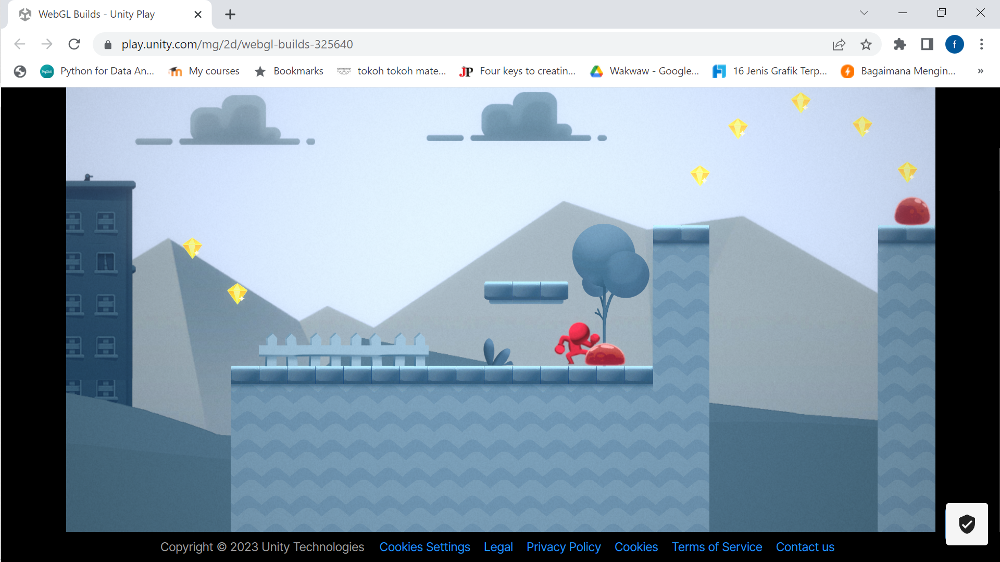 WebGL Builds - Unity Play
play.unity.com/mg/2d/webgl-builds-325640
f
MySkill Python for Data An... My courses Bookmarks tokoh tokoh mate... JP Four keys to creatin... Wakwaw - Google... 16 Jenis Grafik Terp... Bagaimana Mengin... »
Copyright © 2023 Unity Technologies Cookies Settings Legal Privacy Policy Cookies Terms of Service Contact us